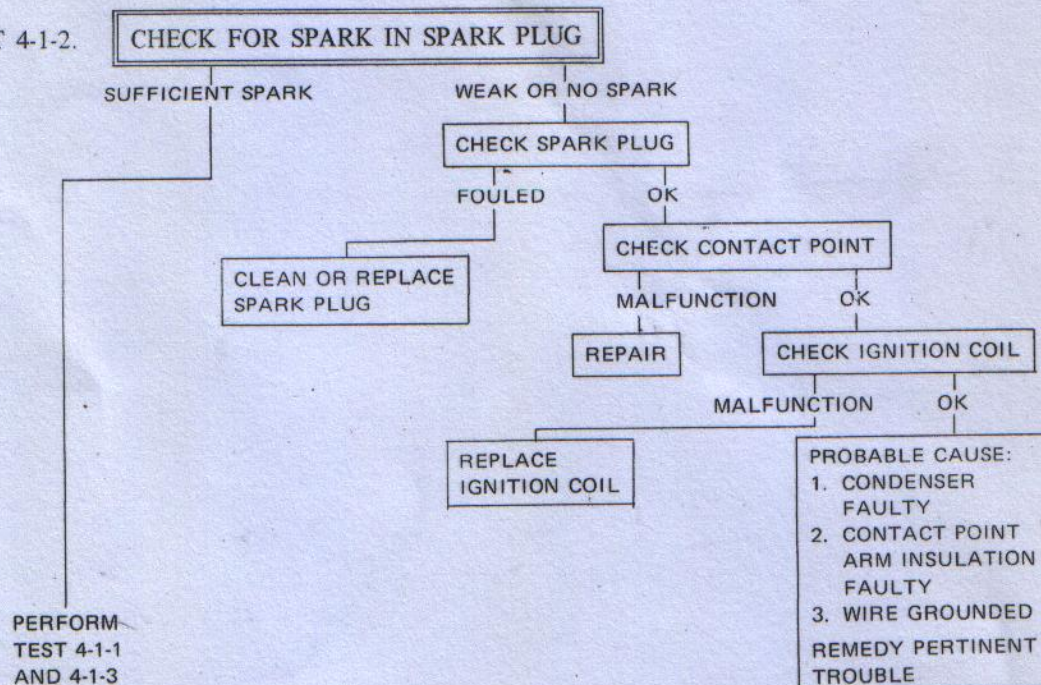 T 4-1-2.
CHECK FOR SPARK IN SPARK PLUG
SUFFICIENT SPARK
WEAK OR NO SPARK
CHECK SPARK PLUG
FOULED
OK
CLEAN OR REPLACE
SPARK PLUG
CHECK CONTACT POINT
MALFUNCTION
OK
REPAIR
CHECK IGNITION COIL
MALFUNCTION
OK
REPLACE
IGNITION COIL
PROBABLE CAUSE:
1. CONDENSER
FAULTY
2. CONTACT POINT
ARM INSULATION
FAULTY
3. WIRE GROUNDED
REMEDY PERTINENT
TROUBLE
PERFORM
TEST 4-1-1
AND 4-1-3